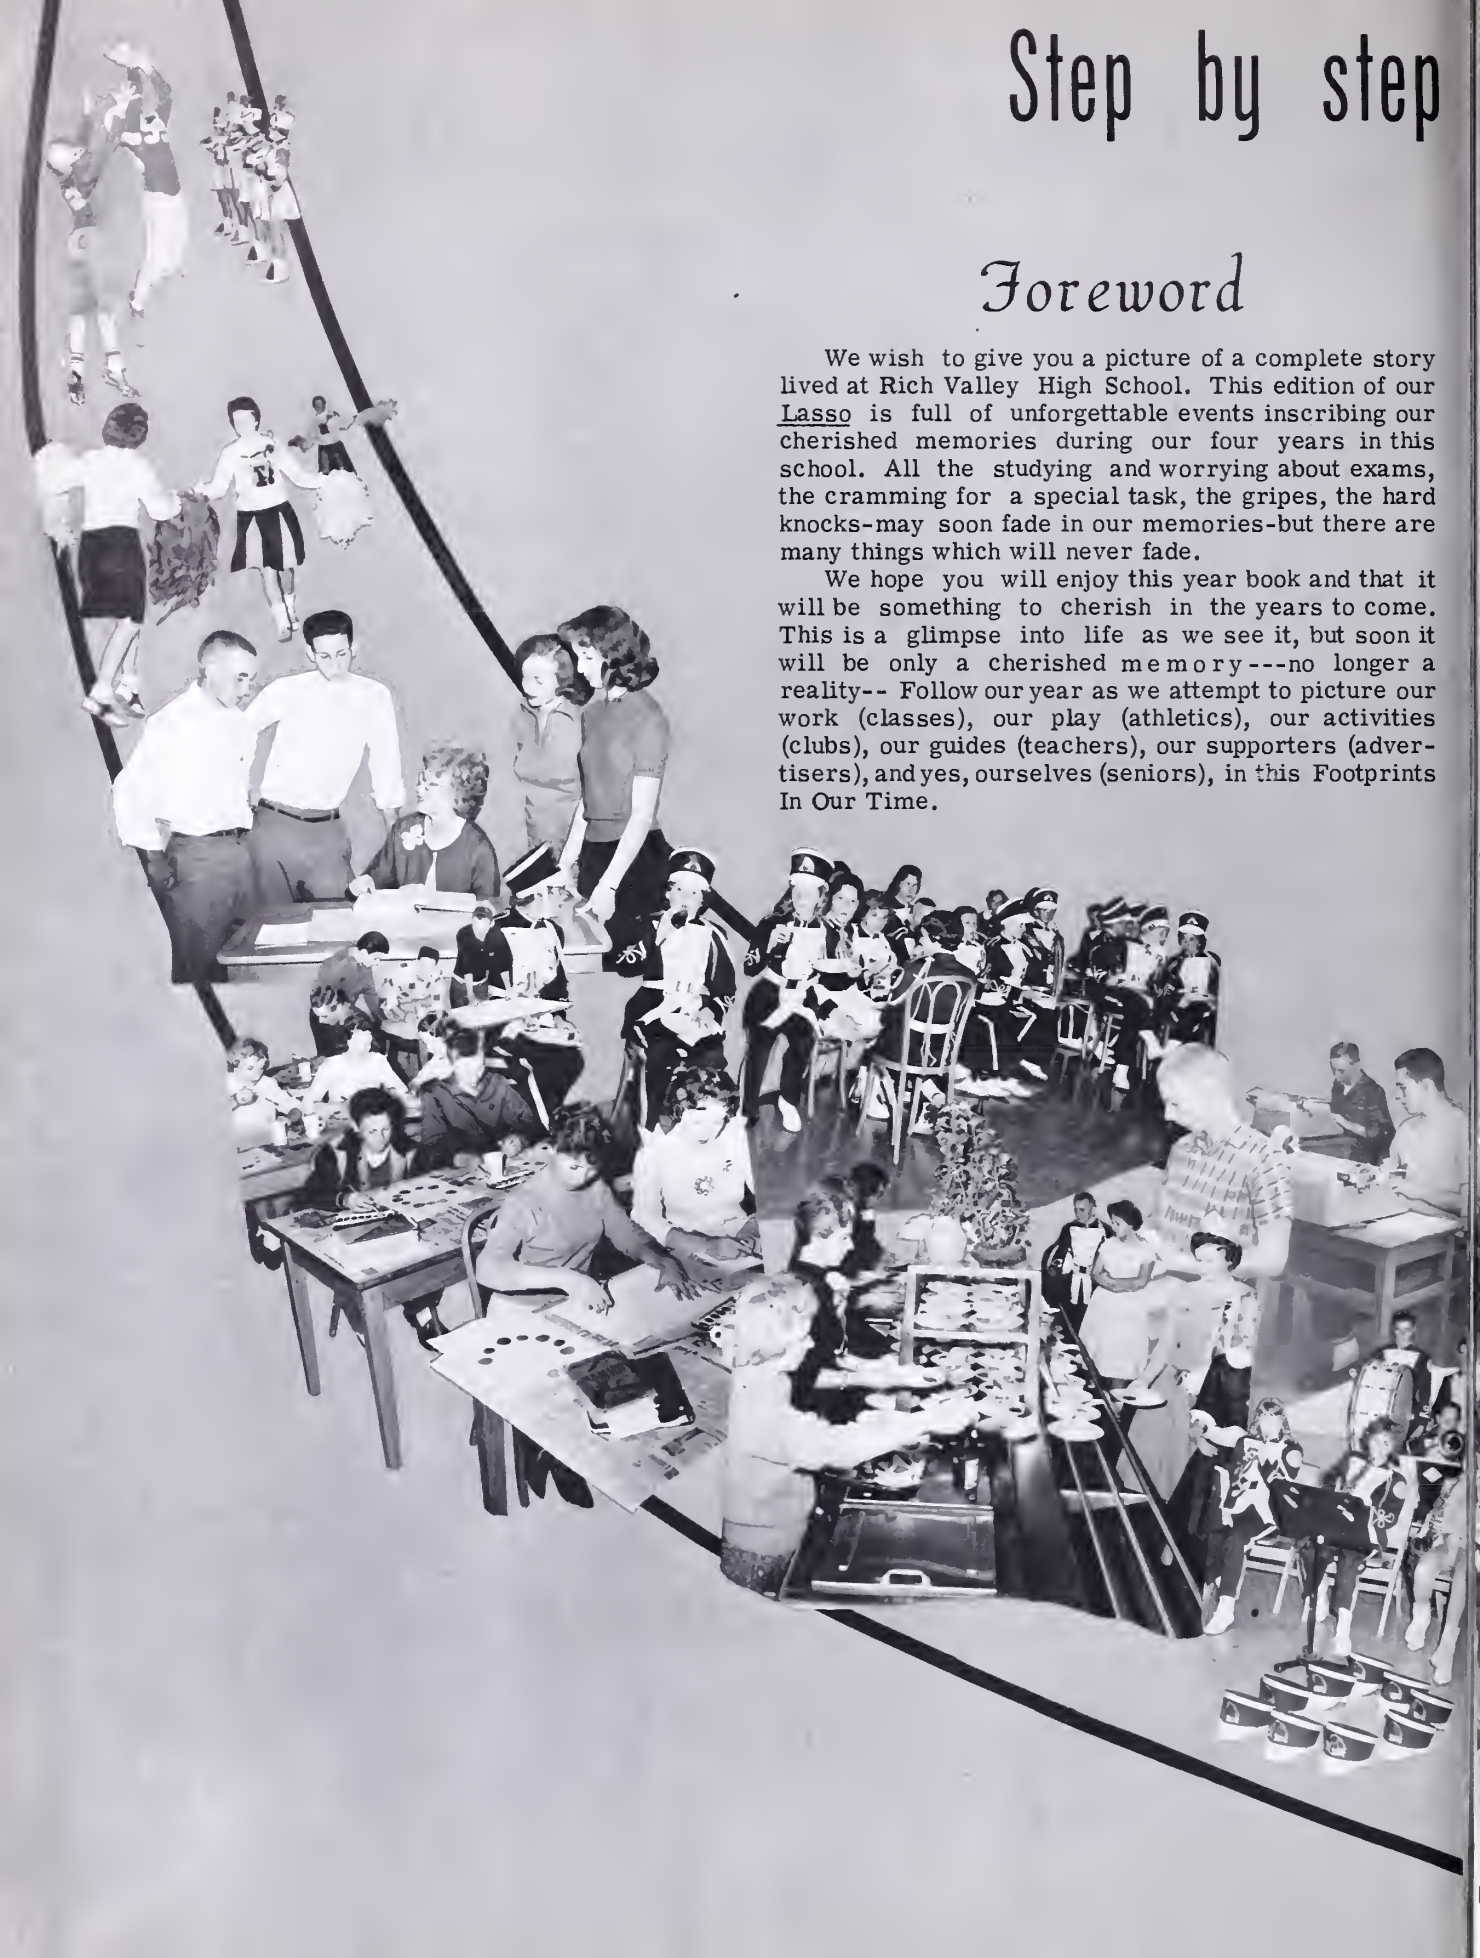 Step by step
Foreword
We wish to give you a picture of a complete story
lived at Rich Valley High School. This edition of our
Lasso is full of unforgettable events inscribing our
cherished memories during our four years in this
school. All the studying and worrying about exams,
the cramming for a special task, the gripes, the hard
knocks-may soon fade in our memories-but there are
many things which will never fade.
We hope you will enjoy this year book and that it
will be something to cherish in the years to come.
This is a glimpse into life as we see it, but soon it
will be only a cherished memory---no longer a
reality-- Follow our year as we attempt to picture our
work (classes), our play (athletics), our activities
(clubs), our guides (teachers), our supporters (adver-
tisers), and yes, ourselves (seniors), in this Footprints
In Our Time.